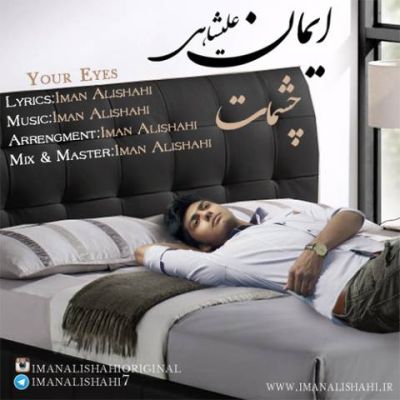 ایمان علیشاهی
چشمات
Your Eyes
Lyrics:Iman Alishahi
Music:Iman Alishahi
Arrengment:Iman Alishahi
Mix & Master:Iman Alishahi
imanalishahioriginal
imanalishahi7
www.imanalishahi.ir